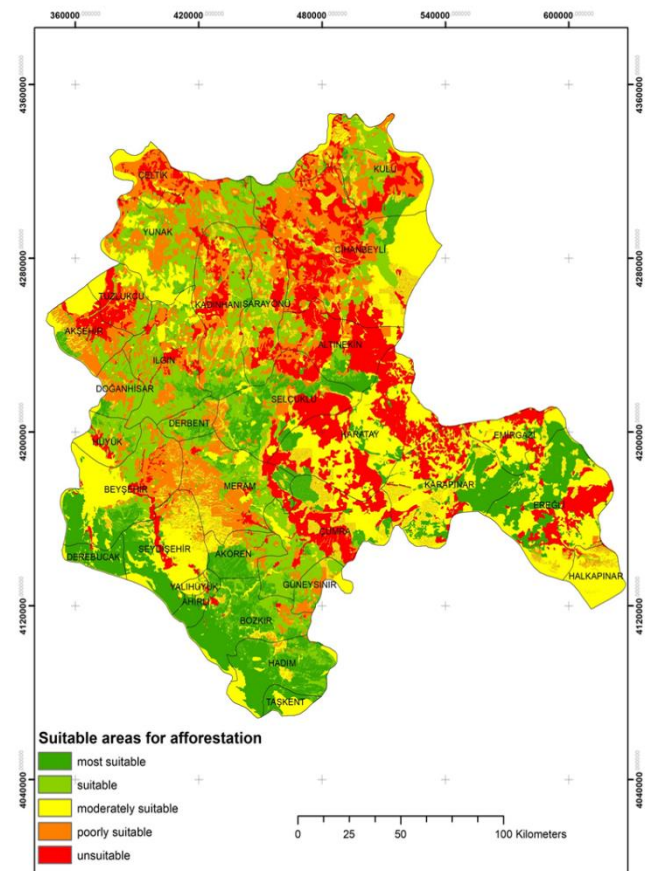 360000 420000 480000 540000 600000
4360000 4360000
KULU
ÇELTİK
YUNAK
CİHANBEYLİ
4280000 4280000
TUZLUKÇU
KADINHANI SARAYÖNÜ
AKŞEHİR
ALTINEKİN
ILGIN
DOĞANHİSAR
SELÇUKLU
DERBENT
4200000 4200000
HÜYÜK
KARATAY
EMİRGAZİ
BEYŞEHİR
MERAM
KARAPINAR
EREĞLİ
ÇUMRA
SEYDİŞEHİR
DEREBUCAK
AKÖREN
HALKAPINAR
YALIHÜYÜK
GÜNEYSINIR
AHIRLI
4120000 4120000
BOZKIR
HADIM
TAŞKENT
Suitable areas for afforestation
most suitable
suitable
4040000 4040000
moderately suitable
poorly suitable
unsuitable
0 25 50 100 Kilometers